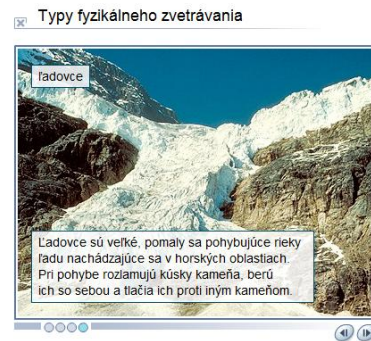 Typy fyzikálneho zvetrávania
ľadovce
Ľadovce sú veľké, pomaly sa pohybujúce rieky
ľadu nachádzajúce sa v horských oblastiach.
Pri pohybe rozlamujú kúsky kameňa, berú
ich so sebou a tlačia ich proti iným kameňom.